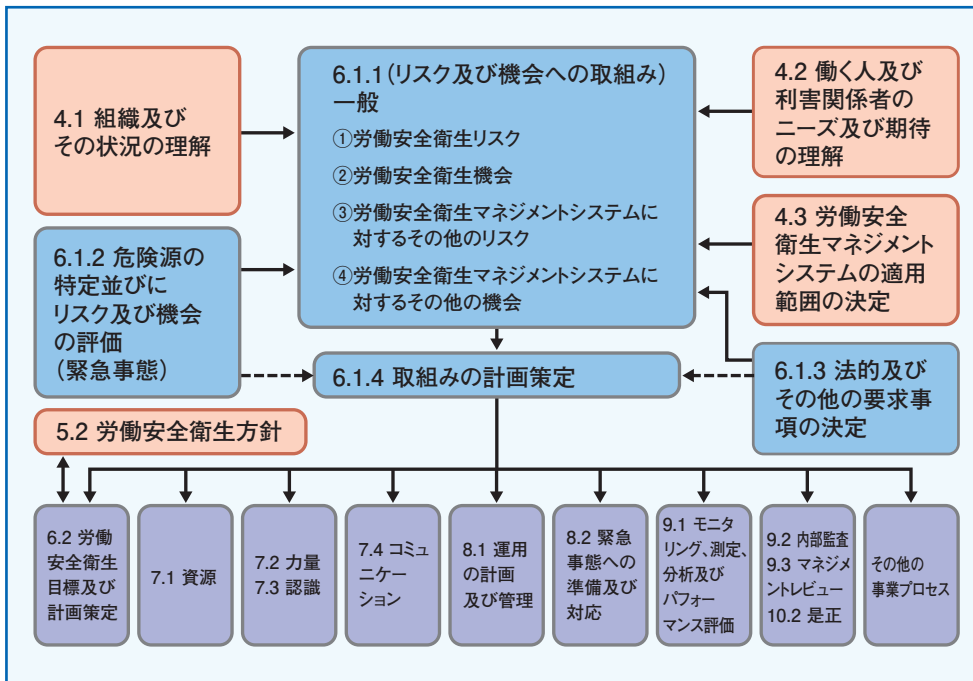 4.1 組織及び
その状況の理解
6.1.1 (リスク及び機会への取組み)
一般
①労働安全衛生リスク
②労働安全衛生機会
③労働安全衛生マネジメントシステムに
対するその他のリスク
④労働安全衛生マネジメントシステムに
対するその他の機会
4.2 働く人及び
利害関係者の
ニーズ及び期待
の理解
4.3 労働安全
衛生マネジメント
システムの適用
範囲の決定
6.1.2 危険源の
特定並びに
リスク及び機会
の評価
(緊急事態)
6.1.4 取組みの計画策定
6.1.3 法的及び
その他の要求事
項の決定
5.2 労働安全衛生方針
6.2 労働
安全衛生
目標及び
計画策定
7.1 資源
7.2 力量
7.3 認識
7.4 コミュ
ニケー
ション
8.1 運用
の計画
及び管理
8.2 緊急
事態への
準備及び
対応
9.1 モニタ
リング、測定、
分析及び
パフォー
マンス評価
9.2 内部監査
9.3 マネジメ
ントレビュー
10.2 是正
その他の
事業プロセス